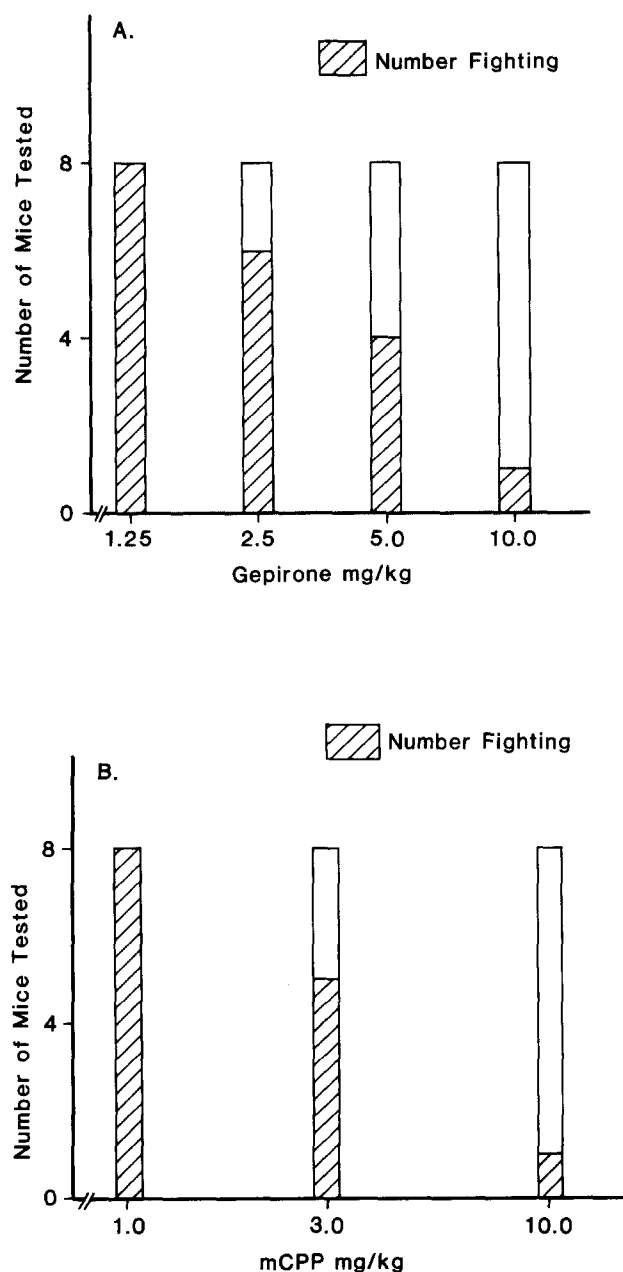 A.
Number Fighting
Number of Mice Tested
8
4
0
1.25 2.5 5.0 10.0
Gepirone mg/kg
B.
Number Fighting
Number of Mice Tested
8
4
0
1.0 3.0 10.0
mCPP mg/kg